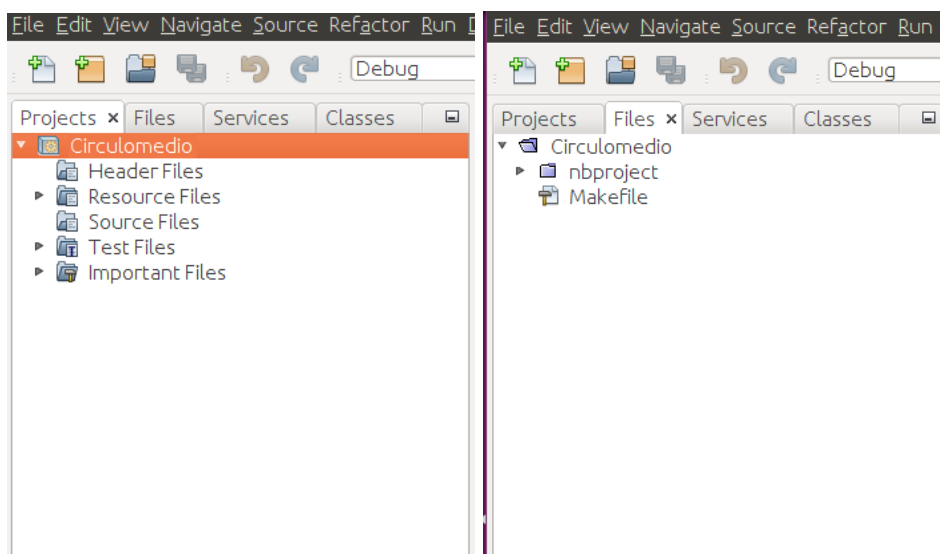 File Edit View Navigate Source Refactor Run
Debug
Projects Files Services Classes
Circulomedio
Header Files
Resource Files
Source Files
Test Files
Important Files
File Edit View Navigate Source Refactor Run
Debug
Projects Files Services Classes
Circulomedio
nbproject
Makefile